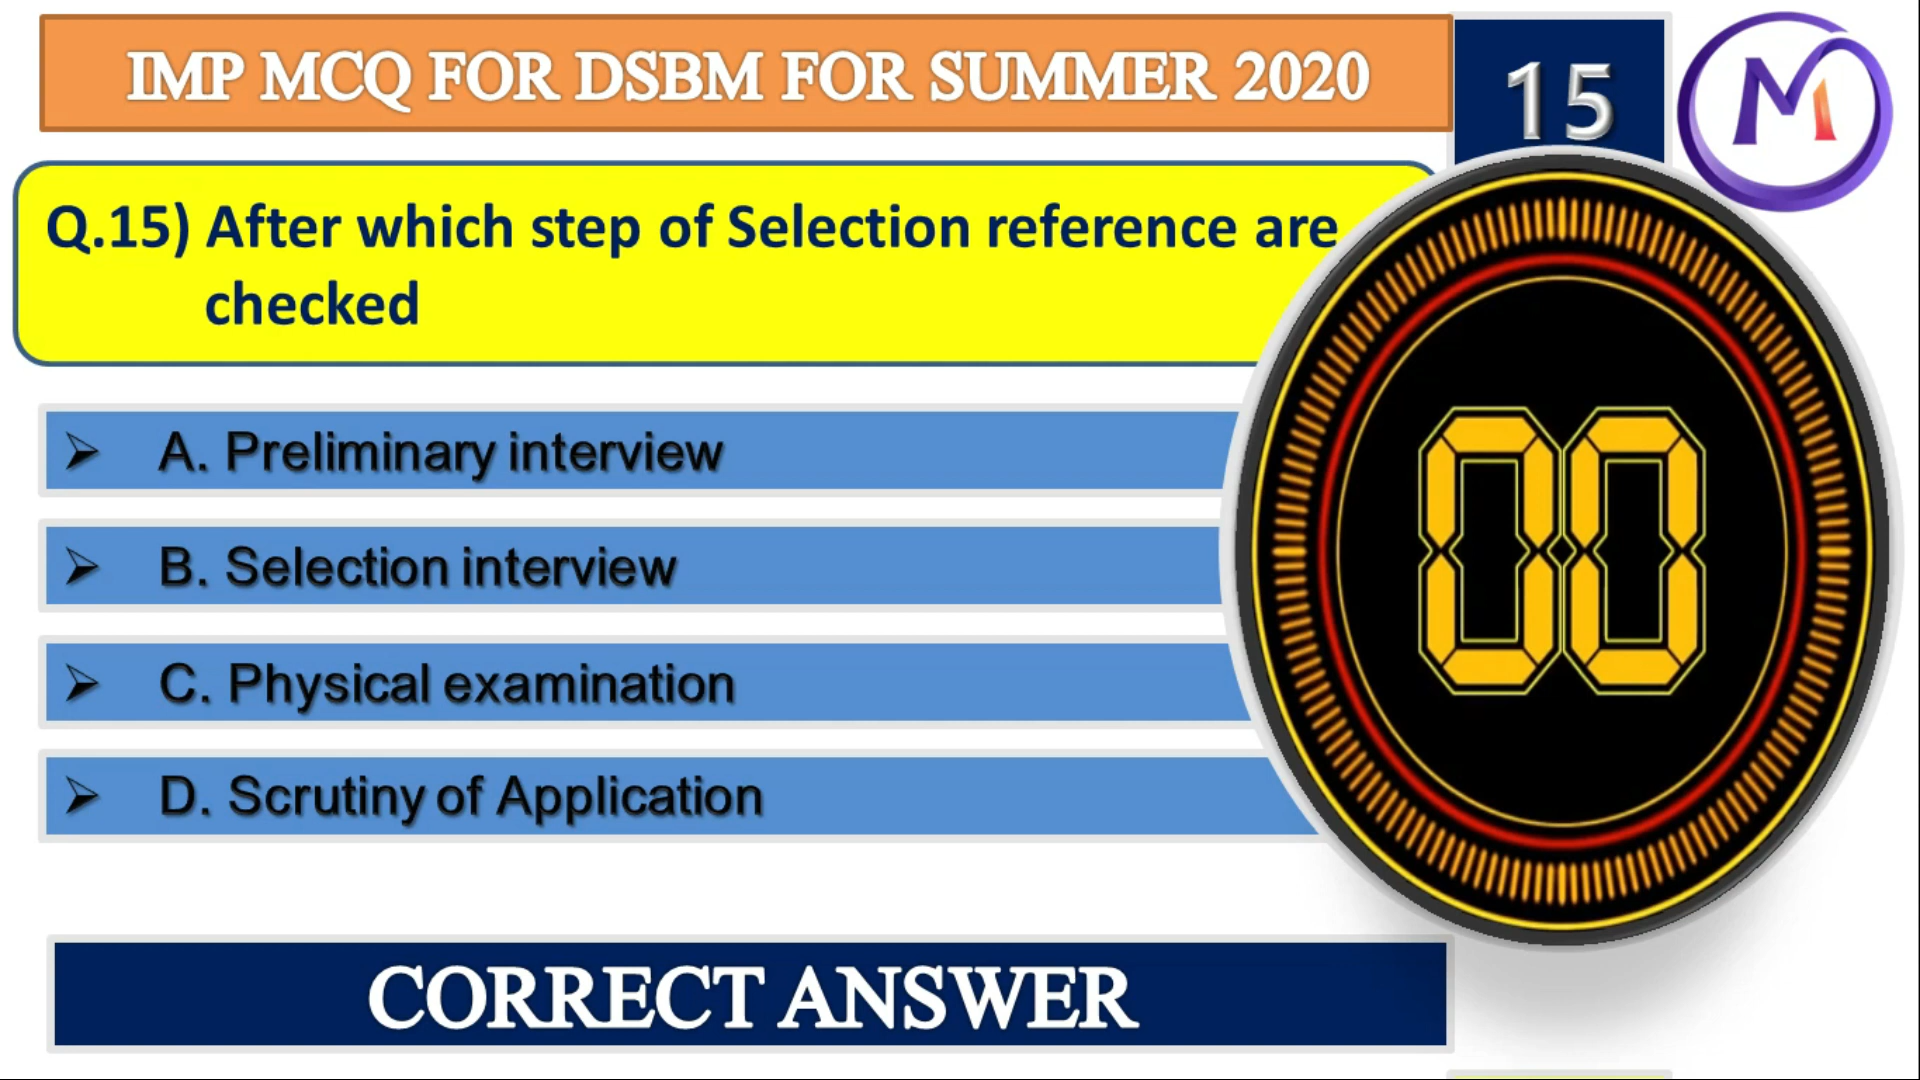 IMP MCQ FOR DSBM FOR SUMMER 2020
15
M
Q.15) After which step of Selection reference are
checked
A. Preliminary interview
B. Selection interview
C. Physical examination
D. Scrutiny of Application
00
CORRECT ANSWER